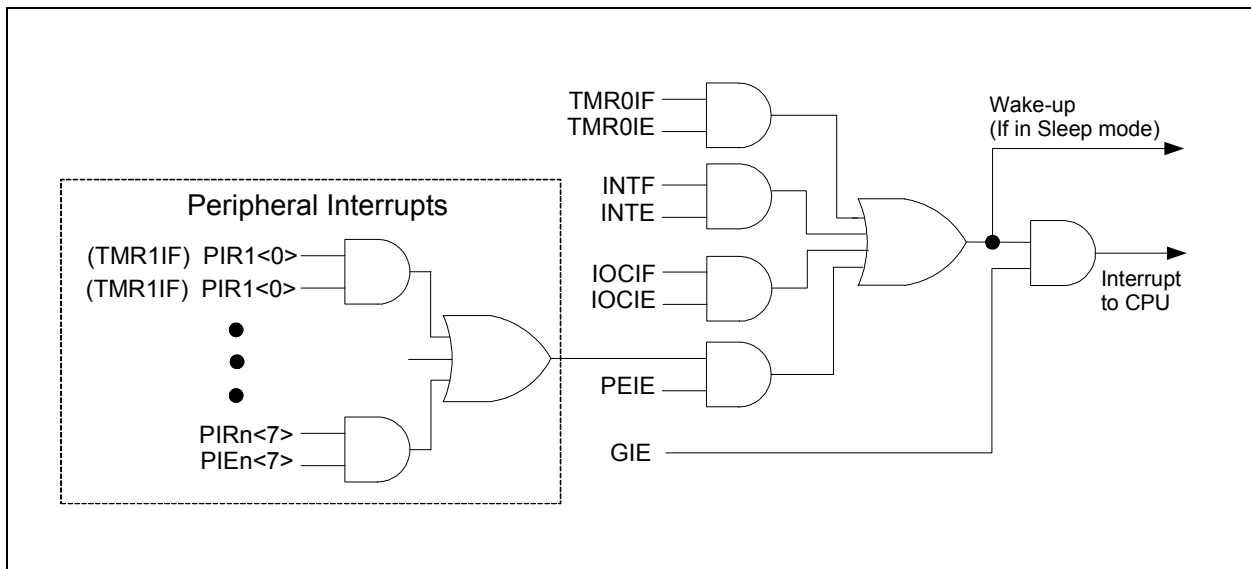 TMR0IF
TMR0IE
Wake-up
(If in Sleep mode)
INTF
INTE
Peripheral Interrupts
(TMR1IF) PIR1<0>
(TMR1IF) PIR1<0>
IOCIF
IOCIE
Interrupt
to CPU
PEIE
PIRn<7>
PIEn<7>
GIE